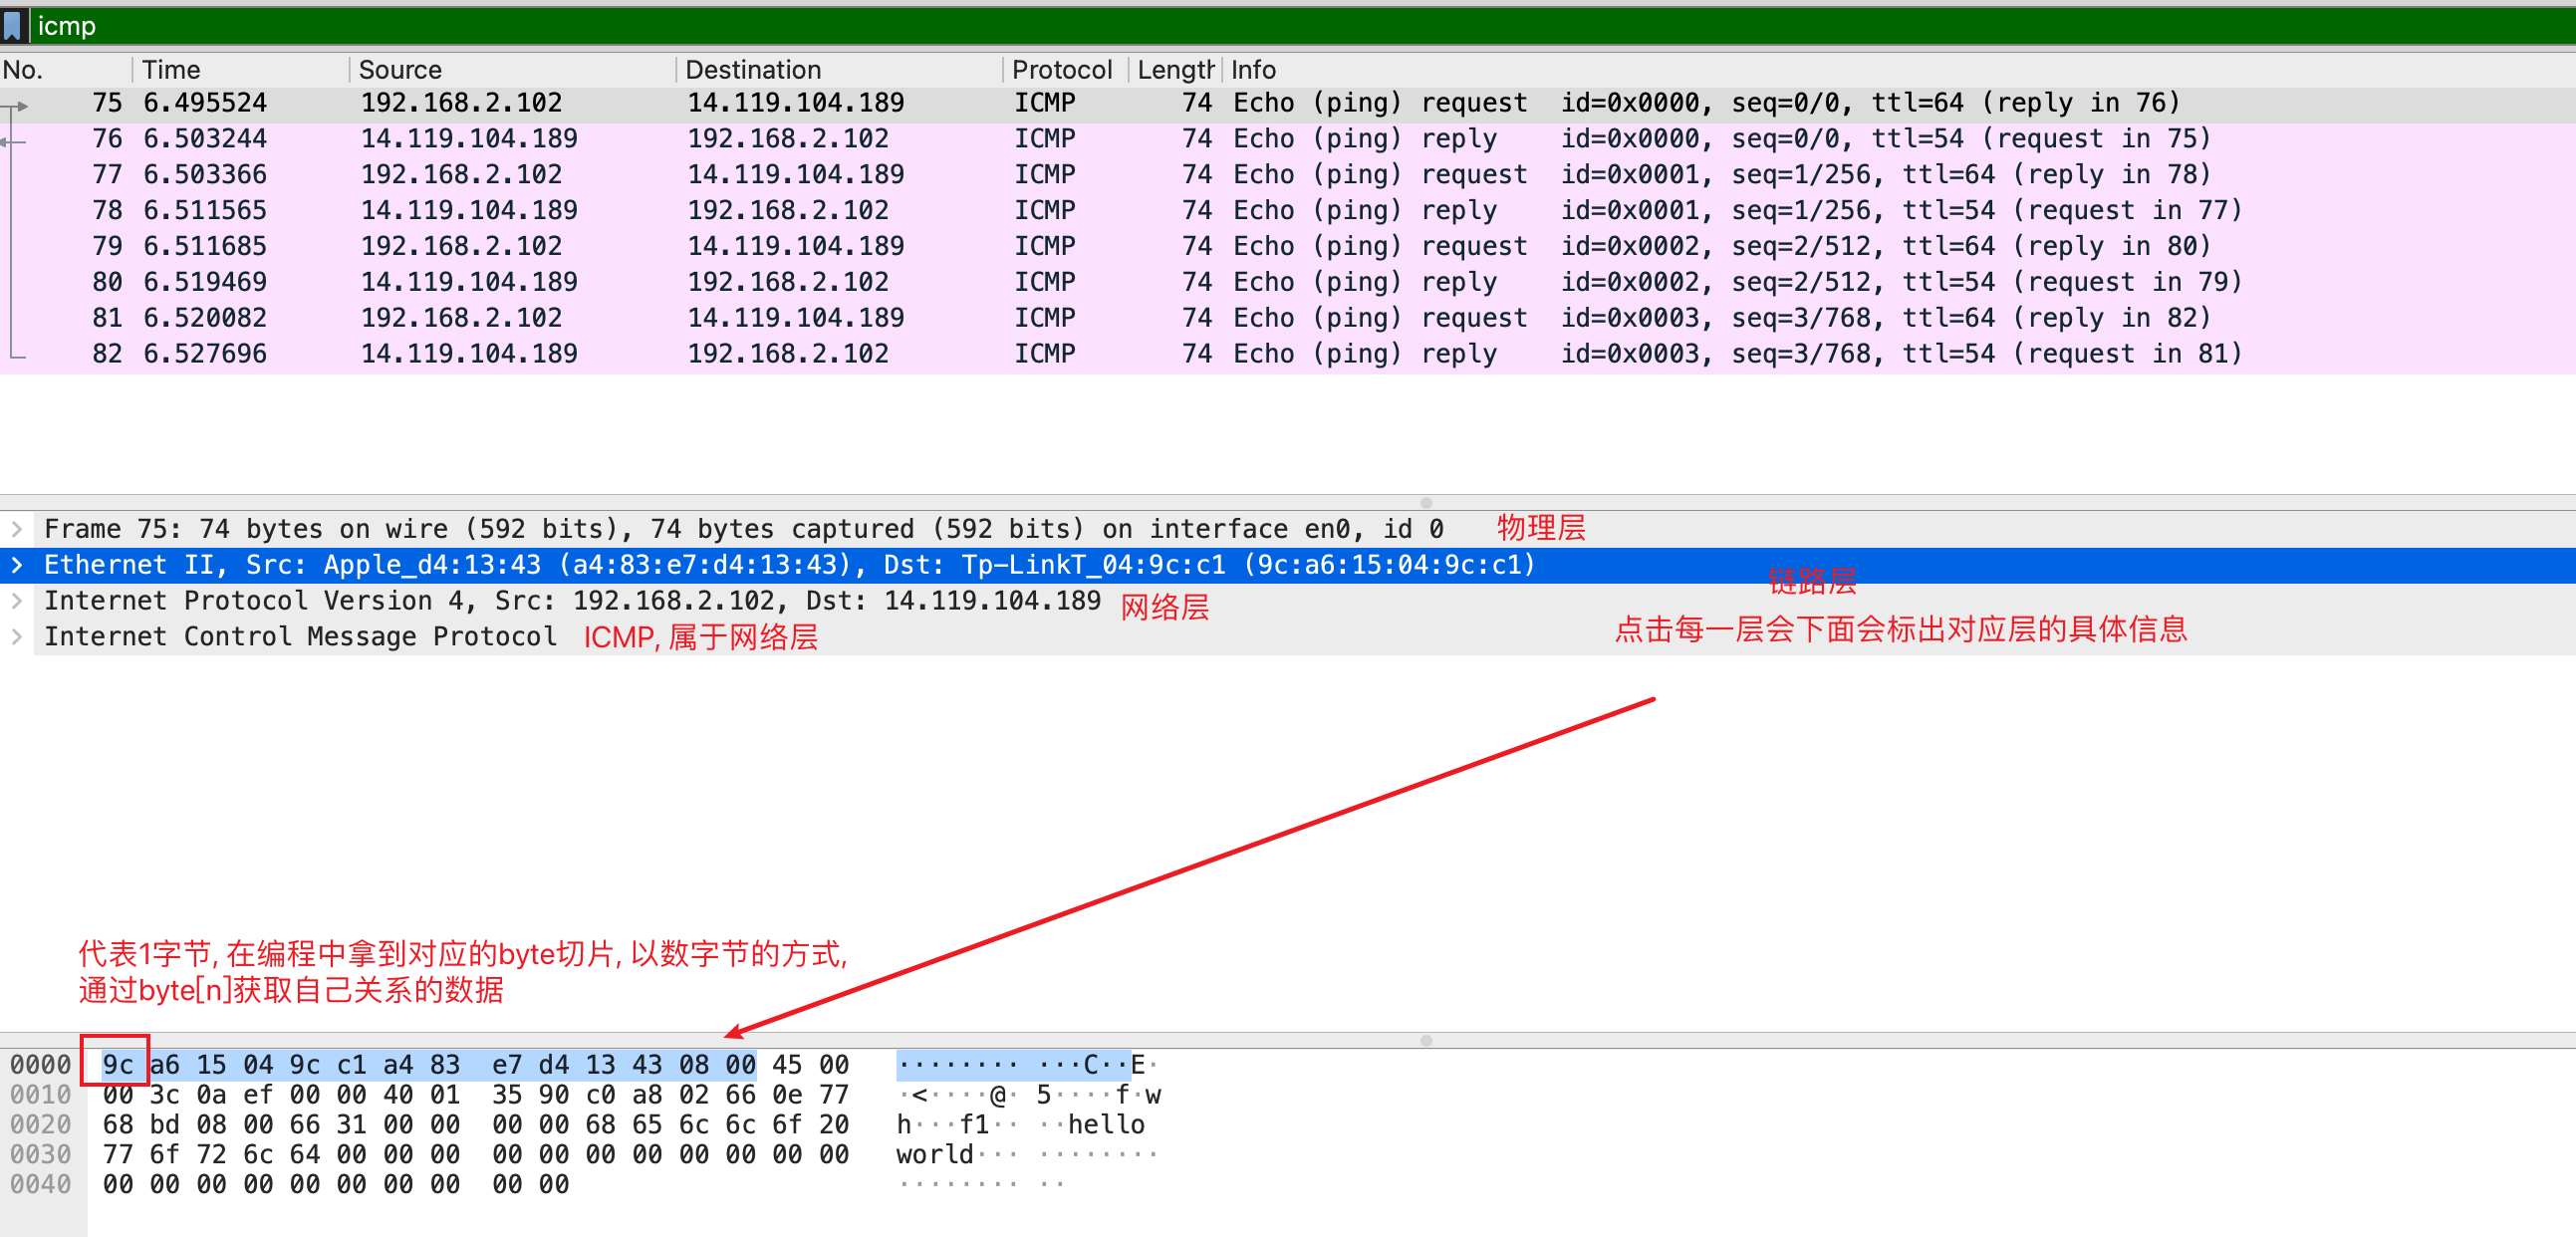 icmp
No. Time Source Destination Protocol Length Info
75 6.495524 192.168.2.102 14.119.104.189 ICMP 74 Echo (ping) request id=0x0000, seq=0/0, ttl=64 (reply in 76)
76 6.503244 14.119.104.189 192.168.2.102 ICMP 74 Echo (ping) reply id=0x0000, seq=0/0, ttl=54 (request in 75)
77 6.503366 192.168.2.102 14.119.104.189 ICMP 74 Echo (ping) request id=0x0001, seq=1/256, ttl=64 (reply in 78)
78 6.511565 14.119.104.189 192.168.2.102 ICMP 74 Echo (ping) reply id=0x0001, seq=1/256, ttl=54 (request in 77)
79 6.511685 192.168.2.102 14.119.104.189 ICMP 74 Echo (ping) request id=0x0002, seq=2/512, ttl=64 (reply in 80)
80 6.519469 14.119.104.189 192.168.2.102 ICMP 74 Echo (ping) reply id=0x0002, seq=2/512, ttl=54 (request in 79)
81 6.520082 192.168.2.102 14.119.104.189 ICMP 74 Echo (ping) request id=0x0003, seq=3/768, ttl=64 (reply in 82)
82 6.527696 14.119.104.189 192.168.2.102 ICMP 74 Echo (ping) reply id=0x0003, seq=3/768, ttl=54 (request in 81)
Frame 75: 74 bytes on wire (592 bits), 74 bytes captured (592 bits) on interface en0, id 0 物理层
Ethernet II, Src: Apple_d4:13:43 (a4:83:e7:d4:13:43), Dst: Tp-LinkT_04:9c:c1 (9c:a6:15:04:9c:c1)
链路层
Internet Protocol Version 4, Src: 192.168.2.102, Dst: 14.119.104.189 网络层
Internet Control Message Protocol ICMP, 属于网络层
点击每一层会下面会标出对应层的具体信息
代表1字节, 在编程中拿到对应的byte切片, 以数字节的方式,
通过byte[n]获取自己关系的数据
0000 9c a6 15 04 9c c1 a4 83 e7 d4 13 43 08 00 45 00 ········ ···C··E·
0010 00 3c 0a ef 00 00 40 01 35 90 c0 a8 02 66 0e 77 ·<····@· 5····f·w
0020 68 bd 08 00 66 31 00 00 00 00 68 65 6c 6c 6f 20 h···f1·· ··hello
0030 77 6f 72 6c 64 00 00 00 00 00 00 00 00 00 00 00 world··· ········
0040 00 00 00 00 00 00 00 00 00 00 ········ ··